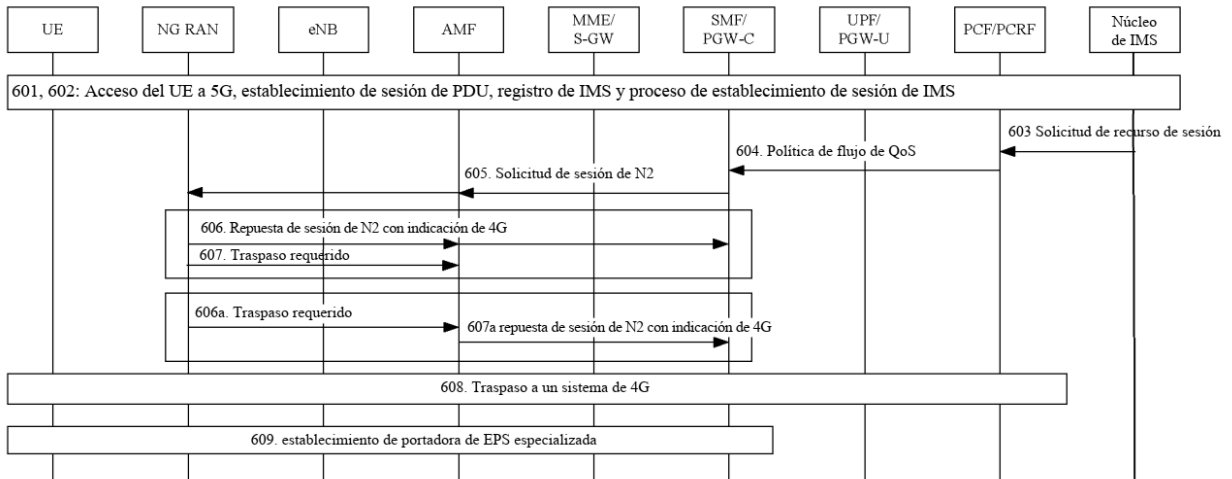 UE
NG RAN
eNB
AMF
MME/
S-GW
SMF/
PGW-C
UPF/
PGW-U
PCF/PCRF
Núcleo
de IMS
601, 602: Acceso del UE a 5G, establecimiento de sesión de PDU, registro de IMS y proceso de establecimiento de sesión de IMS
603 Solicitud de recurso de sesión
604. Política de flujo de QoS
605. Solicitud de sesión de N2
606. Repuesta de sesión de N2 con indicación de 4G
607. Traspaso requerido
606a. Traspaso requerido
607a repuesta de sesión de N2 con indicación de 4G
608. Traspaso a un sistema de 4G
609. establecimiento de portadora de EPS especializada